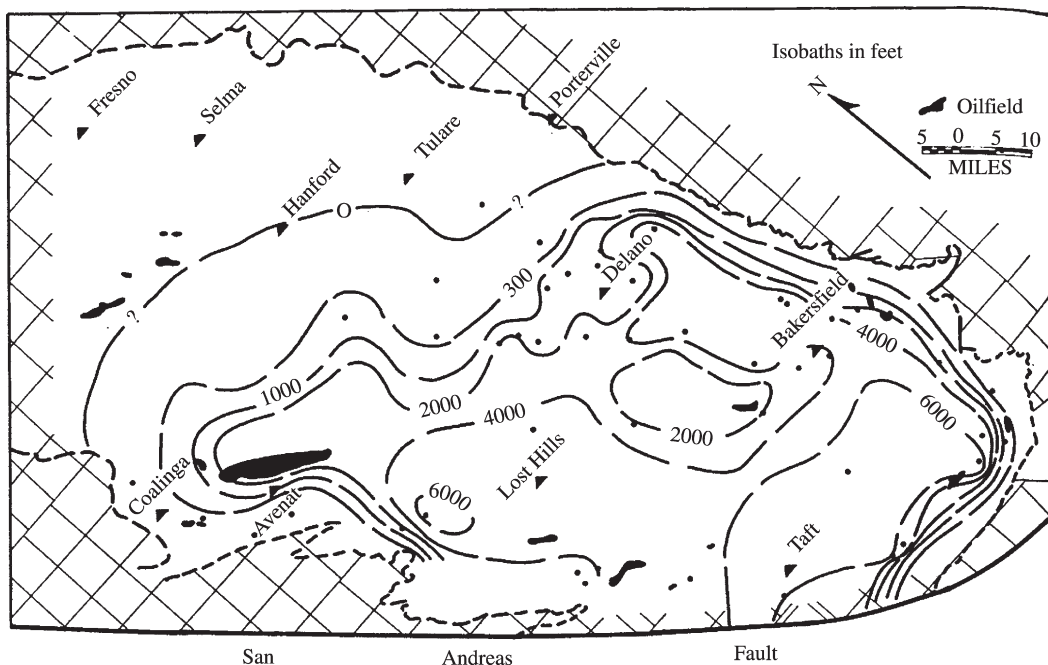 Isobaths in feet
N
Oilfield
5 0 5 10
MILES
Fresno
Selma
Porterville
Tulare
Hanford
O
?
?
300
Delano
Bakersfield
4000
1000
2000
4000
2000
6000
6000
Lost Hills
Coalinga
Avenat
Taft
San Andreas Fault